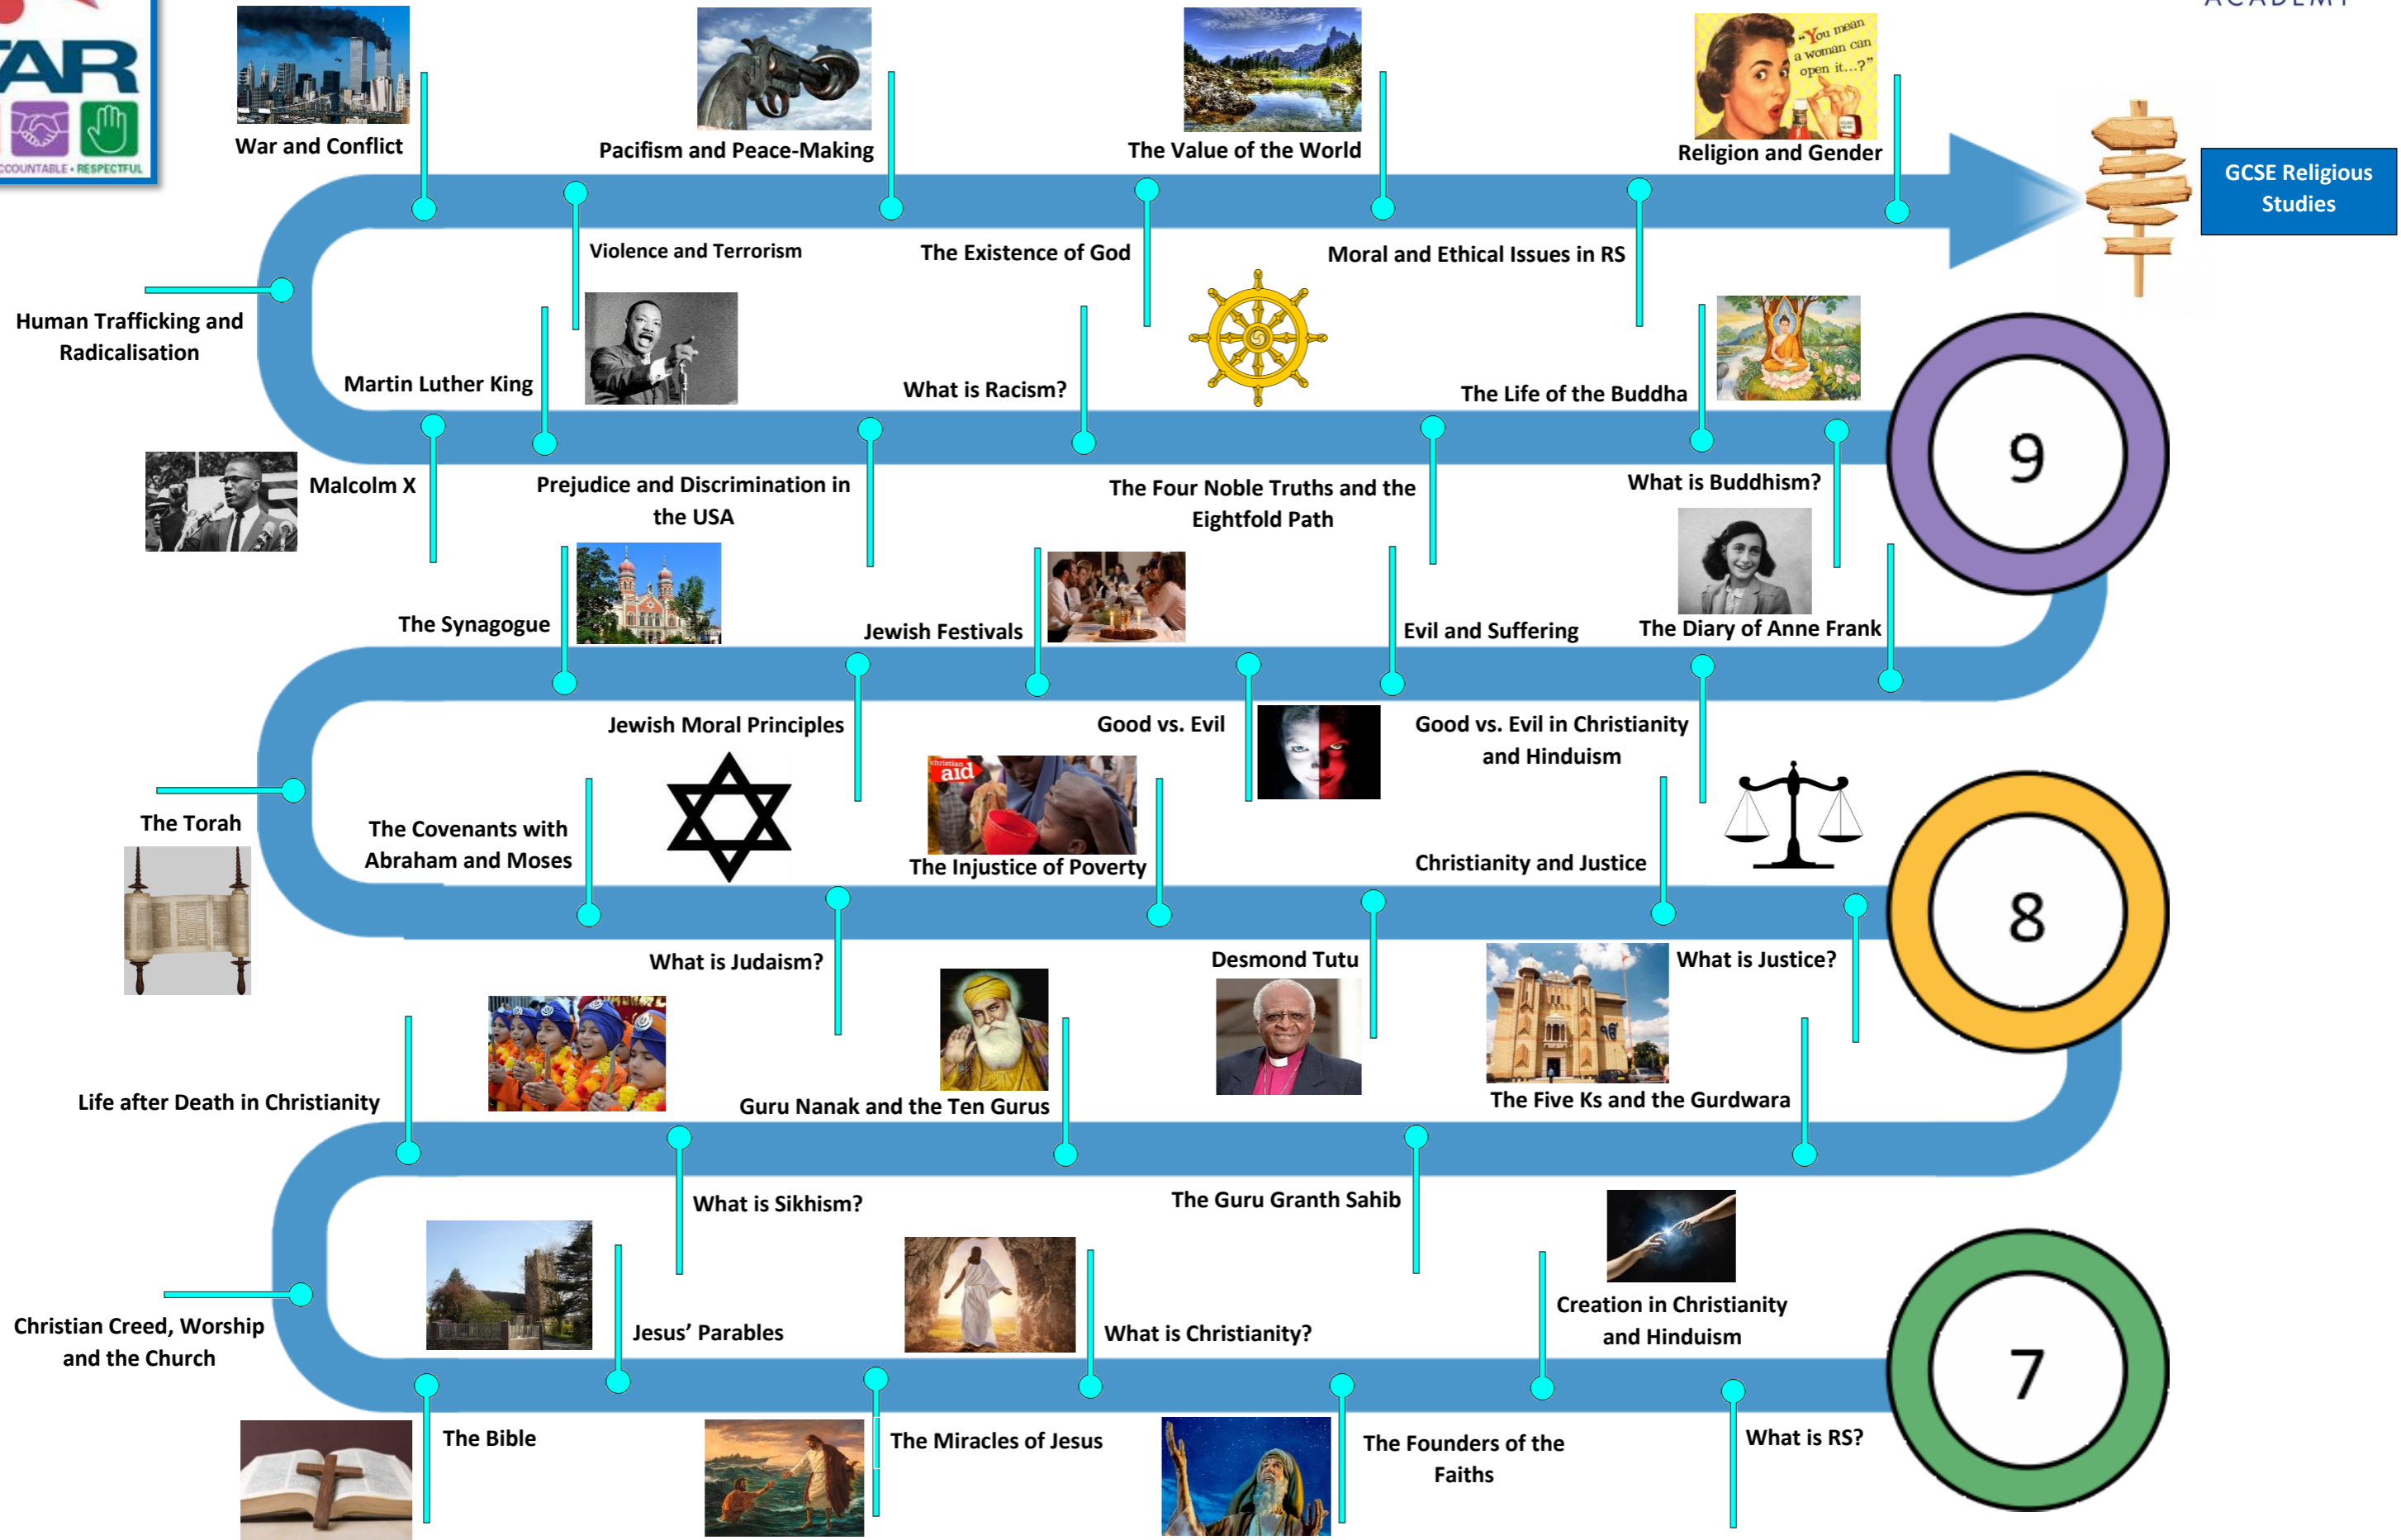 ACADEMY
TAR
CCOUNTABLE • RESPECTFUL
"You mean
a woman can
open it...?"
War and Conflict
Pacifism and Peace-Making
The Value of the World
Religion and Gender
GCSE Religious
Studies
Violence and Terrorism
The Existence of God
Moral and Ethical Issues in RS
Human Trafficking and
Radicalisation
Martin Luther King
What is Racism?
The Life of the Buddha
9
Malcolm X
Prejudice and Discrimination in
the USA
The Four Noble Truths and the
Eightfold Path
What is Buddhism?
The Synagogue
Jewish Festivals
Evil and Suffering
The Diary of Anne Frank
Jewish Moral Principles
Good vs. Evil
Good vs. Evil in Christianity
and Hinduism
The Torah
The Covenants with
Abraham and Moses
christian
aid
The Injustice of Poverty
Christianity and Justice
8
What is Judaism?
Desmond Tutu
What is Justice?
Life after Death in Christianity
Guru Nanak and the Ten Gurus
The Five Ks and the Gurdwara
What is Sikhism?
The Guru Granth Sahib
Christian Creed, Worship
and the Church
Jesus' Parables
What is Christianity?
Creation in Christianity
and Hinduism
7
The Bible
The Miracles of Jesus
The Founders of the
Faiths
What is RS?